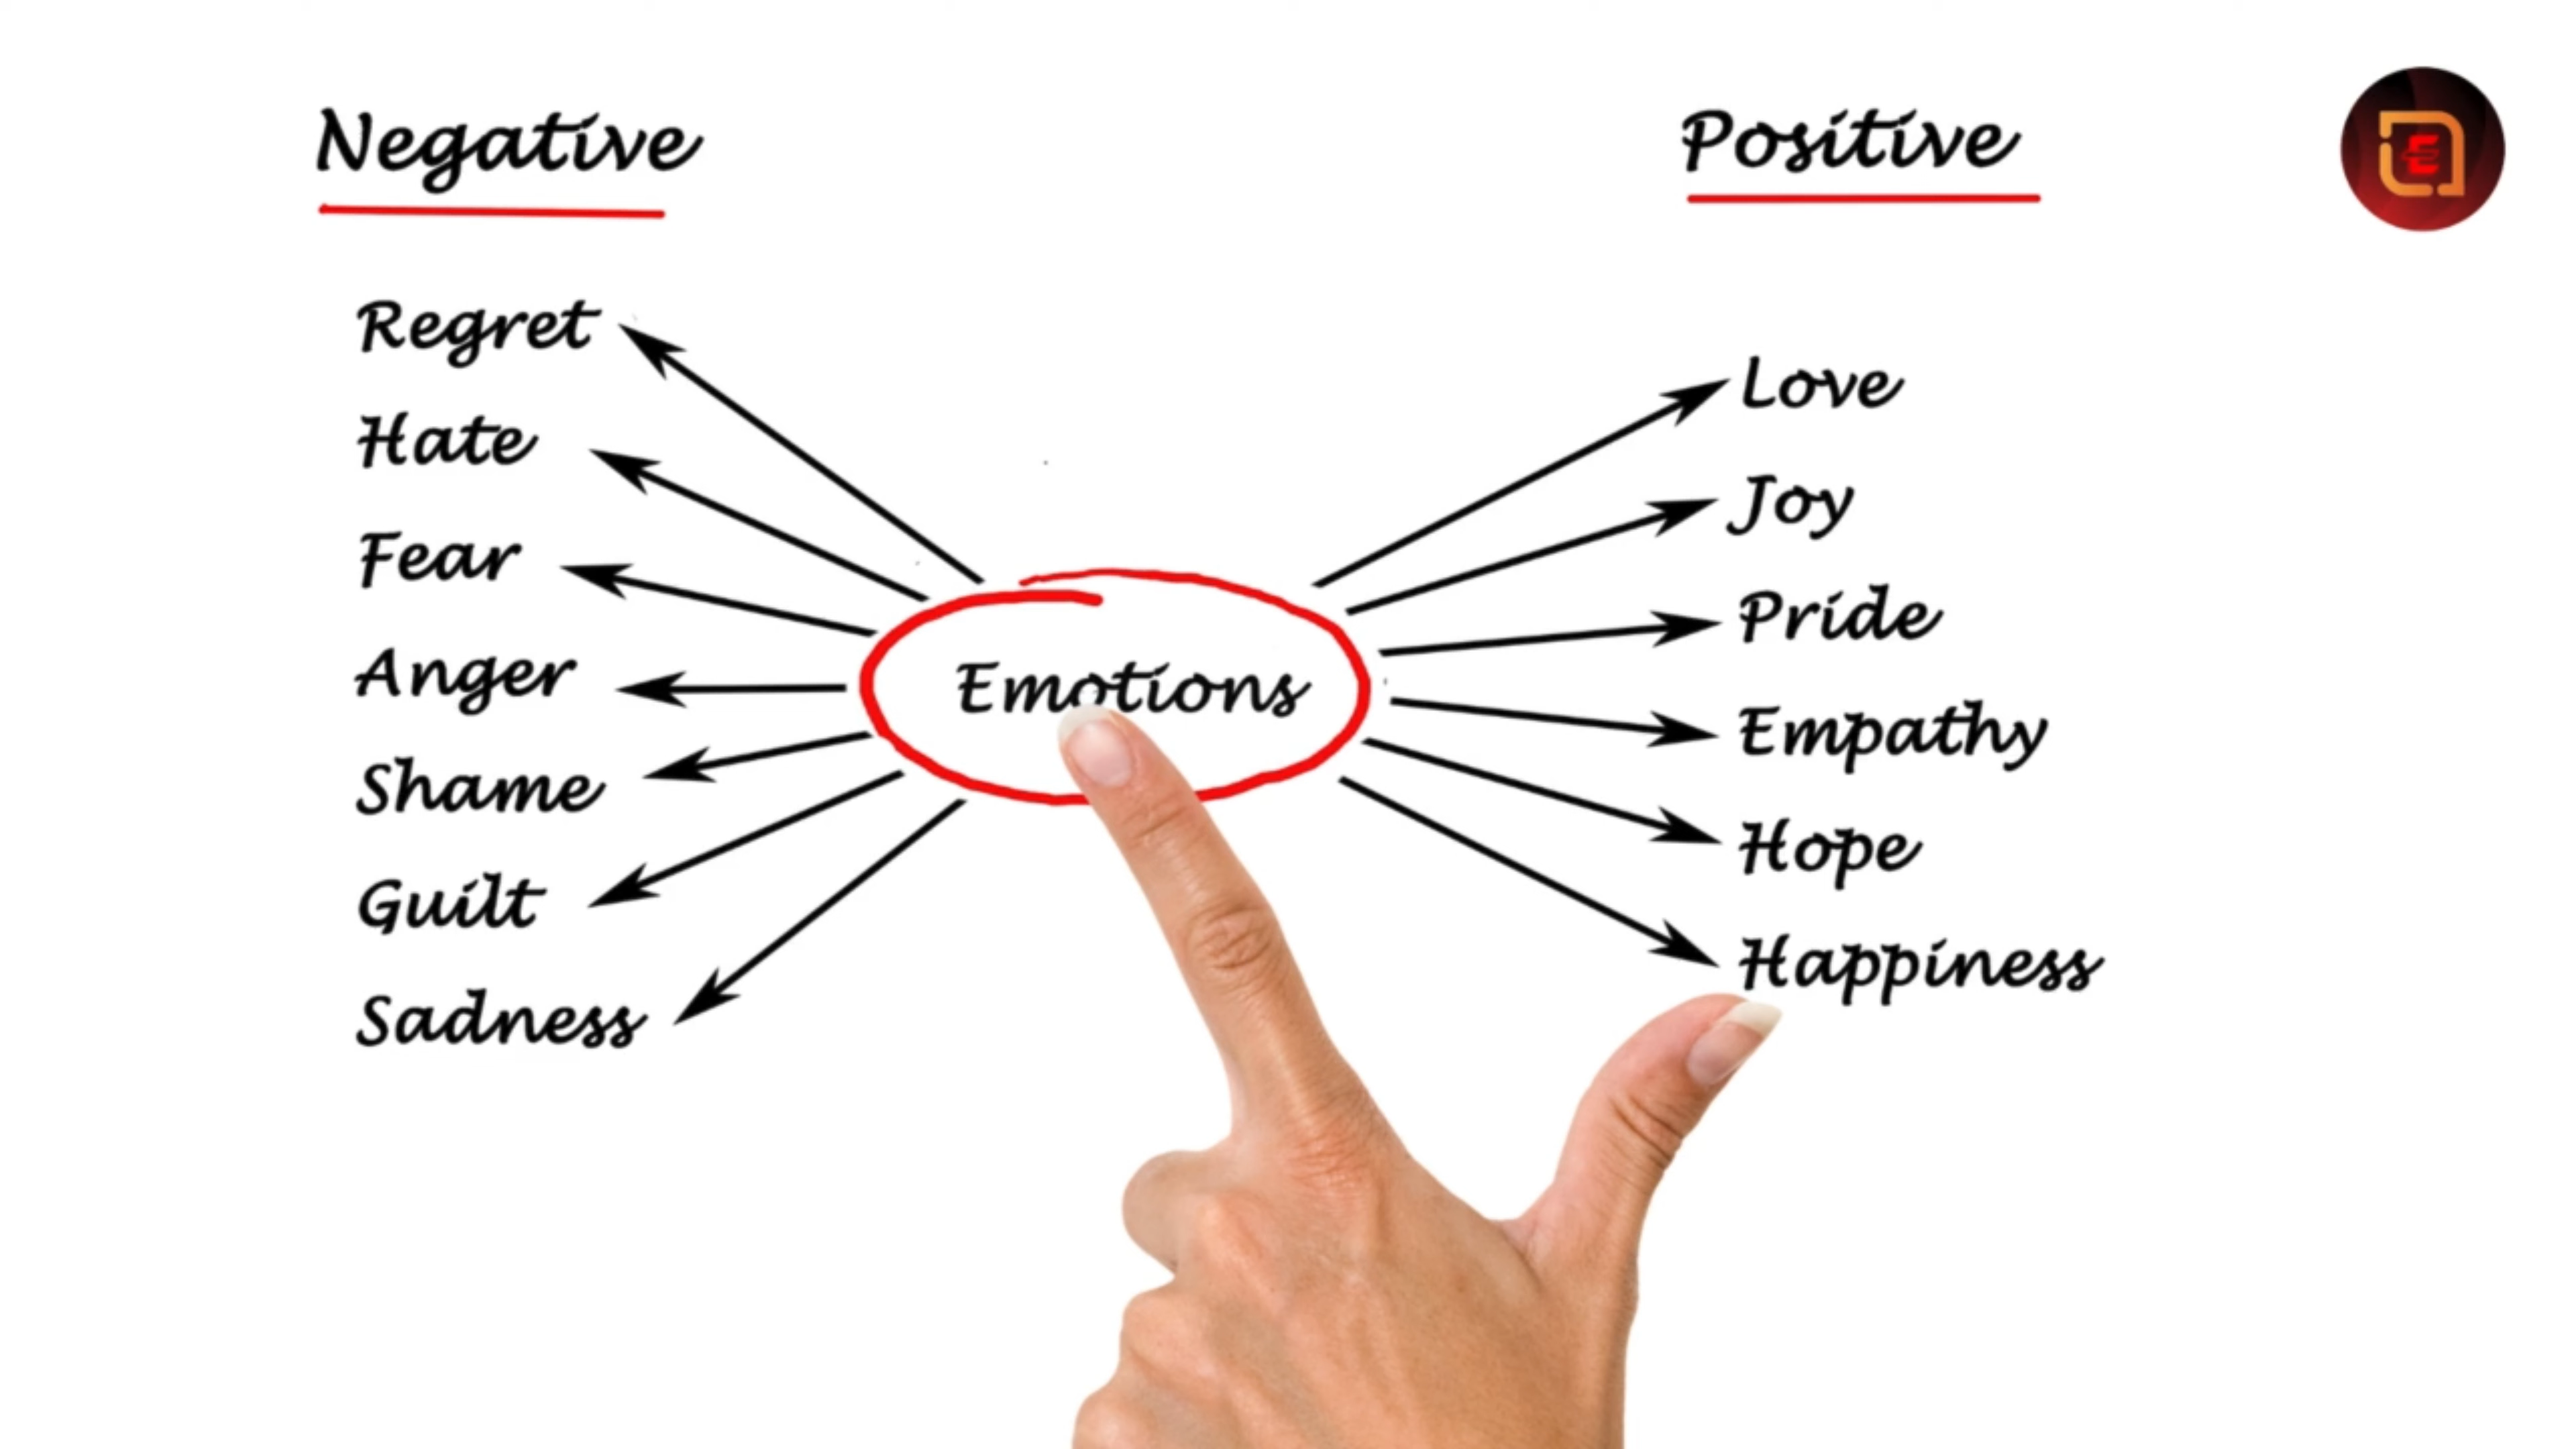 Negative
Regret
Hate
Fear
Anger
Shame
Guilt
Sadness
Emotions
Positive
Love
Joy
Pride
Empathy
Hope
Happiness
E